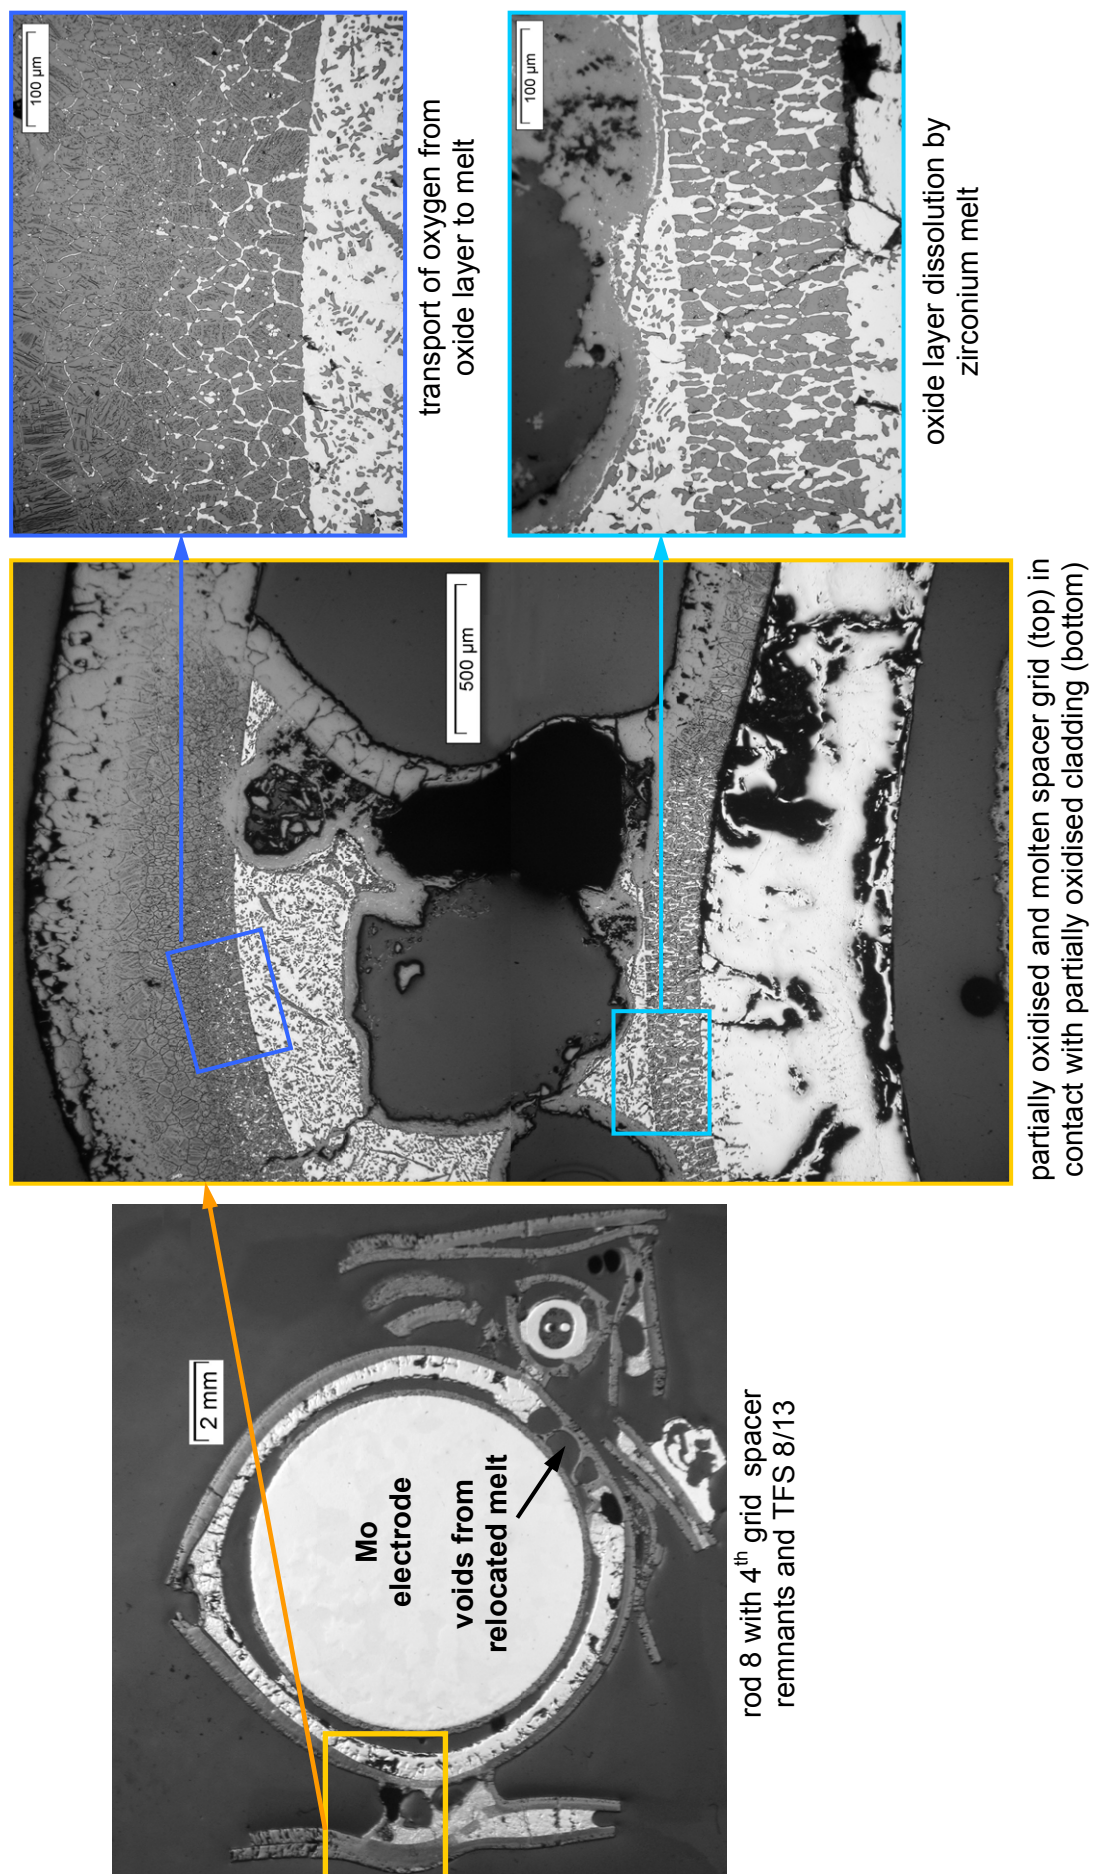 2 mm
Mo
electrode
voids from
relocated melt
rod 8 with 4th grid spacer
remnants and TFS 8/13
500 µm
partially oxidised and molten spacer grid (top) in
contact with partially oxidised cladding (bottom)
100 µm
transport of oxygen from
oxide layer to melt
100 µm
oxide layer dissolution by
zirconium melt